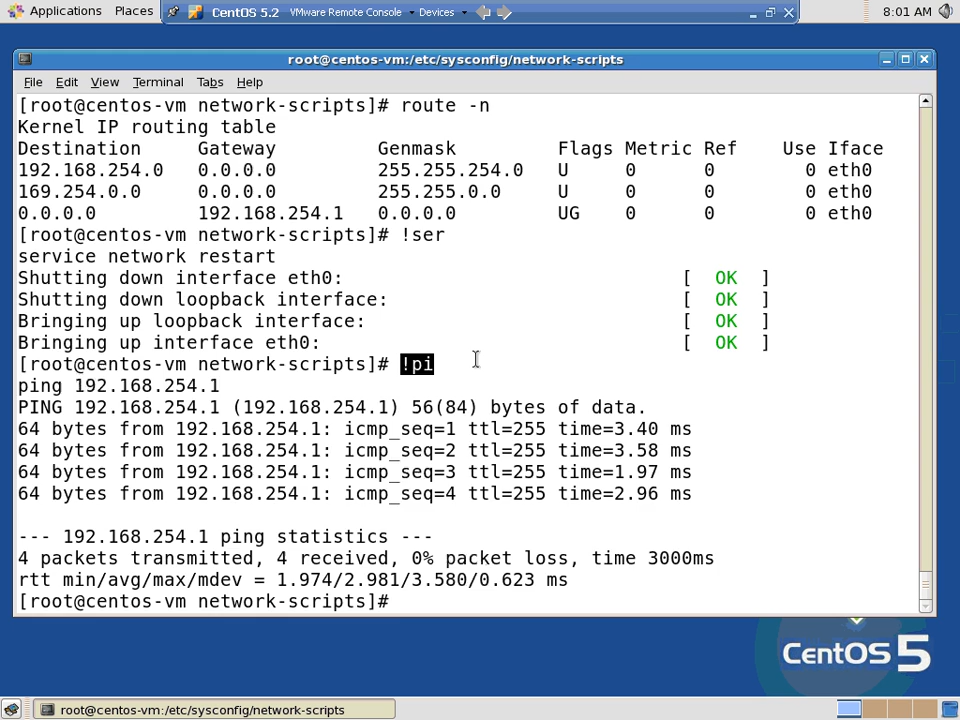 Applications Places CentOS 5.2 VMware Remote Console Devices 8:01 AM
root@centos-vm:/etc/sysconfig/network-scripts
File Edit View Terminal Tabs Help
[root@centos-vm network-scripts]# route -n
Kernel IP routing table
Destination Gateway Genmask Flags Metric Ref Use Iface
192.168.254.0 0.0.0.0 255.255.254.0 U 0 0 0 eth0
169.254.0.0 0.0.0.0 255.255.0.0 U 0 0 0 eth0
0.0.0.0 192.168.254.1 0.0.0.0 UG 0 0 0 eth0
[root@centos-vm network-scripts]# !ser
service network restart
Shutting down interface eth0: [ OK ]
Shutting down loopback interface: [ OK ]
Bringing up loopback interface: [ OK ]
Bringing up interface eth0: [ OK ]
[root@centos-vm network-scripts]# !pi
ping 192.168.254.1
PING 192.168.254.1 (192.168.254.1) 56(84) bytes of data.
64 bytes from 192.168.254.1: icmp_seq=1 ttl=255 time=3.40 ms
64 bytes from 192.168.254.1: icmp_seq=2 ttl=255 time=3.58 ms
64 bytes from 192.168.254.1: icmp_seq=3 ttl=255 time=1.97 ms
64 bytes from 192.168.254.1: icmp_seq=4 ttl=255 time=2.96 ms
--- 192.168.254.1 ping statistics ---
4 packets transmitted, 4 received, 0% packet loss, time 3000ms
rtt min/avg/max/mdev = 1.974/2.981/3.580/0.623 ms
[root@centos-vm network-scripts]#
CentOS 5
root@centos-vm:/etc/sysconfig/network-scripts